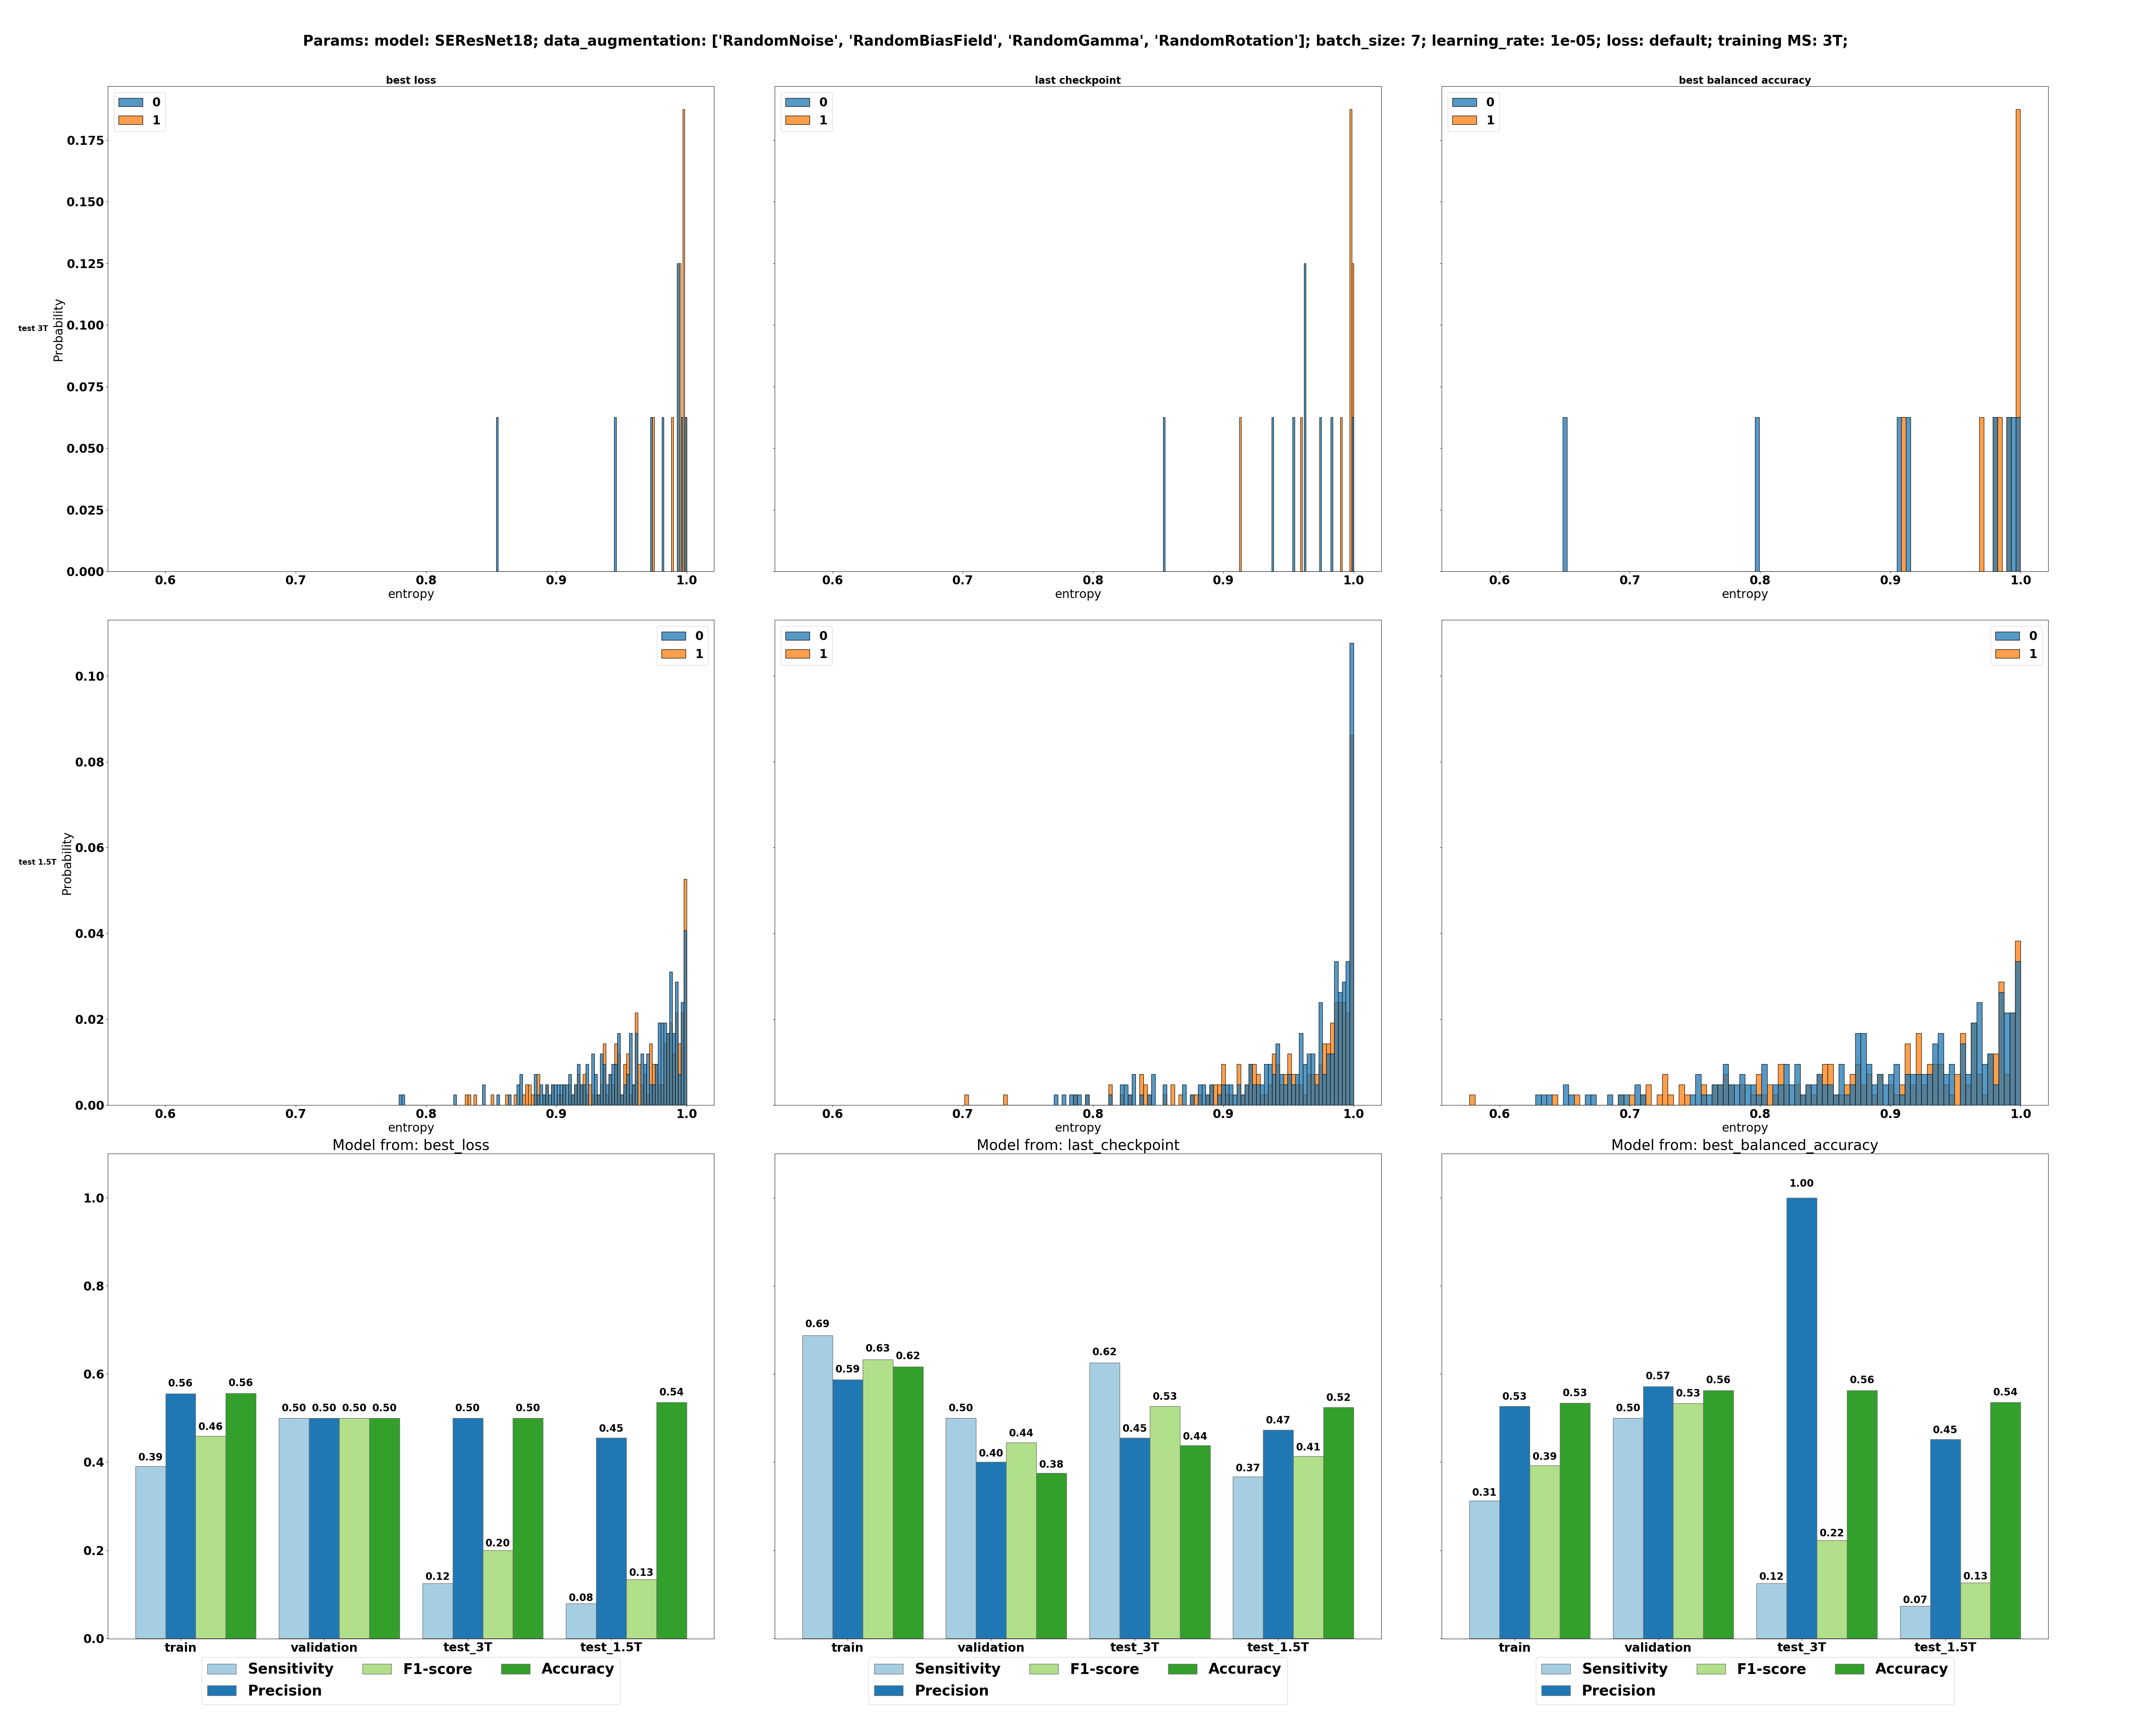 Params: model: SEResNet18; data_augmentation: ['RandomNoise', 'RandomBiasField', 'RandomGamma', 'RandomRotation']; batch_size: 7; learning_rate: 1e-05; loss: default; training MS: 3T;
best loss
0
1
0.175
0.150
0.125
0.100
0.075
0.050
0.025
0.000
test 3T
Probability
0.6 0.7 0.8 0.9 1.0
entropy
last checkpoint
0
1
0.6 0.7 0.8 0.9 1.0
entropy
best balanced accuracy
0
1
0.6 0.7 0.8 0.9 1.0
entropy
0
1
0.10
0.08
0.06
0.04
0.02
0.00
test 1.5T
Probability
0.6 0.7 0.8 0.9 1.0
entropy
0
1
0.6 0.7 0.8 0.9 1.0
entropy
0
1
0.6 0.7 0.8 0.9 1.0
entropy
Model from: best_loss
1.0
0.8
0.6
0.4
0.2
0.0
0.39 0.56 0.46 0.56
0.50 0.50 0.50 0.50
0.12 0.50 0.20 0.50
0.08 0.45 0.13 0.54
train validation test_3T test_1.5T
Sensitivity F1-score Accuracy
Precision
Model from: last_checkpoint
0.69 0.59 0.63 0.62
0.50 0.40 0.44 0.38
0.62 0.45 0.53 0.44
0.37 0.47 0.41 0.52
train validation test_3T test_1.5T
Sensitivity F1-score Accuracy
Precision
Model from: best_balanced_accuracy
0.31 0.53 0.39 0.53
0.50 0.57 0.53 0.56
0.12 1.00 0.22 0.56
0.07 0.45 0.13 0.54
train validation test_3T test_1.5T
Sensitivity F1-score Accuracy
Precision